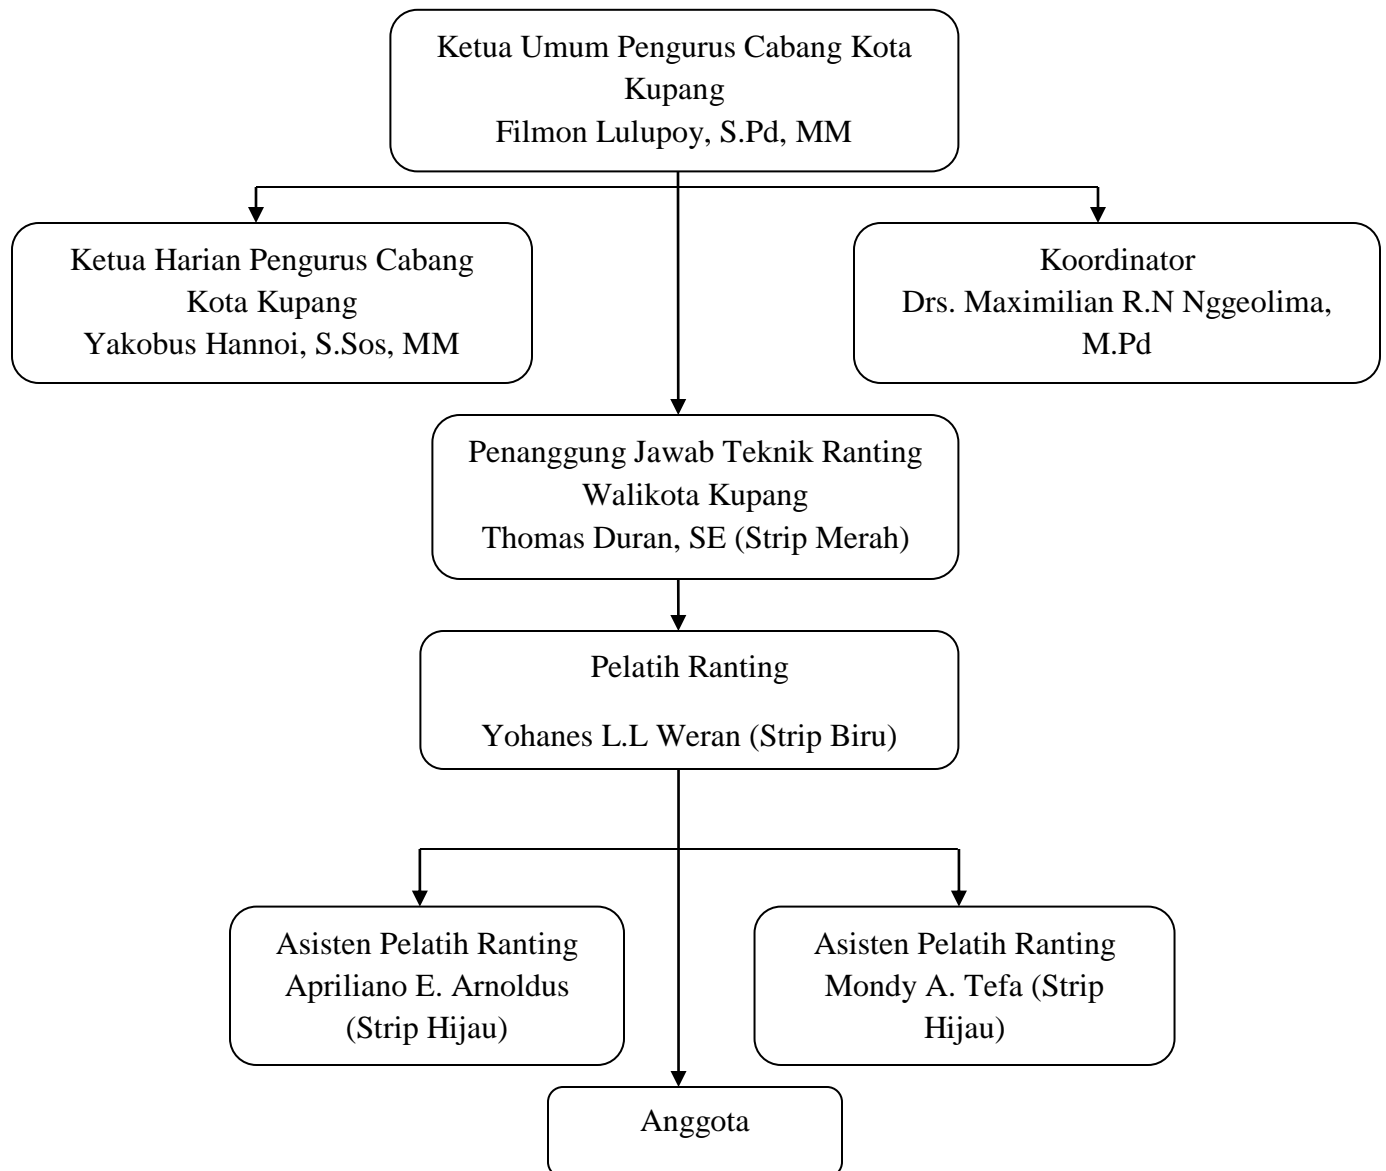 Ketua Umum Pengurus Cabang Kota
Kupang
Filmon Lulupoy, S.Pd, MM
Ketua Harian Pengurus Cabang
Kota Kupang
Yakobus Hannoi, S.Sos, MM
Koordinator
Drs. Maximilian R.N Nggeolima,
M.Pd
Penanggung Jawab Teknik Ranting
Walikota Kupang
Thomas Duran, SE (Strip Merah)
Pelatih Ranting
Yohanes L.L Weran (Strip Biru)
Asisten Pelatih Ranting
Apriliano E. Arnoldus
(Strip Hijau)
Asisten Pelatih Ranting
Mondy A. Tefa (Strip
Hijau)
Anggota